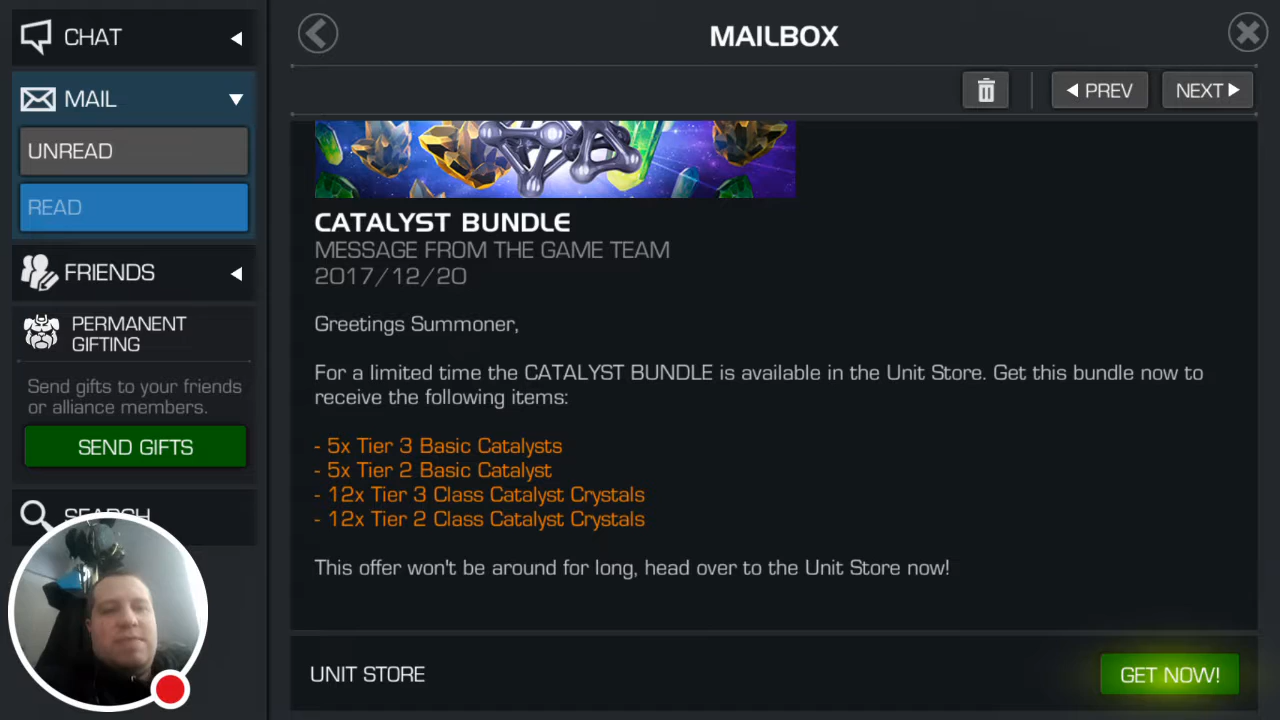 CHAT
MAILBOX
MAIL
PREV
NEXT
UNREAD
READ
FRIENDS
PERMANENT
GIFTING
Send gifts to your friends
or alliance members.
SEND GIFTS
SEARCH
CATALYST BUNDLE
MESSAGE FROM THE GAME TEAM
2017/12/20
Greetings Summoner,
For a limited time the CATALYST BUNDLE is available in the Unit Store. Get this bundle now to
receive the following items:
- 5x Tier 3 Basic Catalysts
- 5x Tier 2 Basic Catalyst
- 12x Tier 3 Class Catalyst Crystals
- 12x Tier 2 Class Catalyst Crystals
This offer won't be around for long, head over to the Unit Store now!
UNIT STORE
GET NOW!